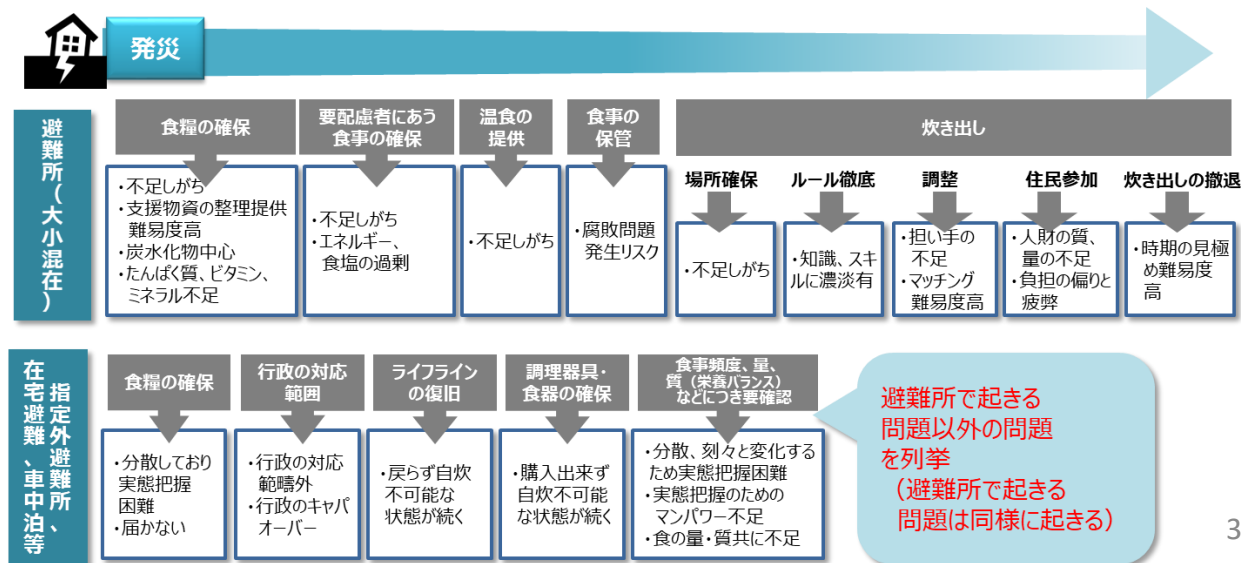 発災
避難所(大小混在)
食糧の確保
・不足しがち
・支援物資の整理提供
難易度高
・炭水化物中心
・たんぱく質、ビタミン、
ミネラル不足
要配慮者にあう
食事の確保
・不足しがち
・エネルギー、
食塩の過剰
温食の
提供
・不足しがち
食事の
保管
・腐敗問題
発生リスク
炊き出し
場所確保
・不足しがち
ルール徹底
・知識、スキ
ルに濃淡有
調整
・担い手の
不足
・マッチング
難易度高
住民参加
・人財の質、
量の不足
・負担の偏りと
疲弊
炊き出しの撤退
・時期の見極
め難易度
高
指定外避難所、
在宅避難、車中泊等
食糧の確保
・分散しており
実態把握
困難
・届かない
行政の対応
範囲
・行政の対応
範疇外
・行政のキャパ
オーバー
ライフライン
の復旧
・戻らず自炊
不可能な
状態が続く
調理器具・
食器の確保
・購入出来ず
自炊不可能
な状態が続く
食事頻度、量、
質(栄養バランス)
などにつき要確認
・分散、刻々と変化する
ため実態把握困難
・実態把握のための
マンパワー不足
・食の量・質共に不足
避難所で起きる
問題以外の問題
を列挙
(避難所で起きる
問題は同様に起きる)
3